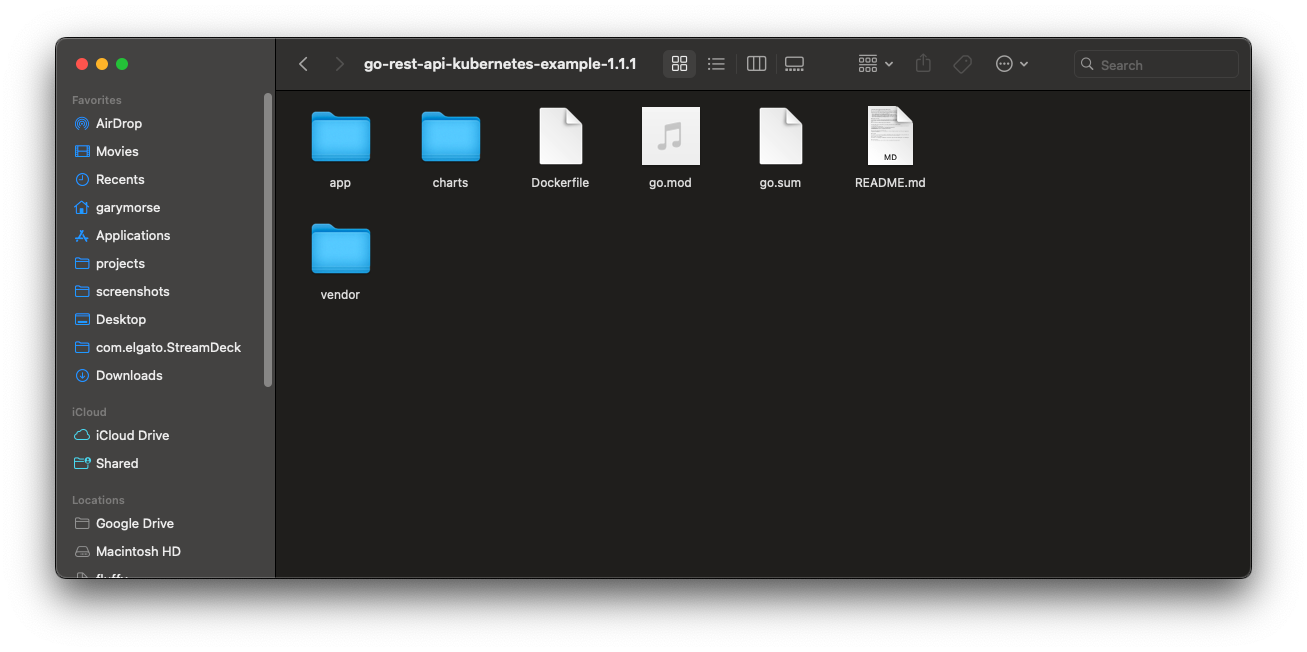 go-rest-api-kubernetes-example-1.1.1
Search
Favorites
AirDrop
Movies
Recents
garymorse
Applications
projects
screenshots
Desktop
com.elgato.StreamDeck
Downloads
iCloud
iCloud Drive
Shared
Locations
Google Drive
Macintosh HD
app
charts
Dockerfile
go.mod
go.sum
MD
README.md
vendor